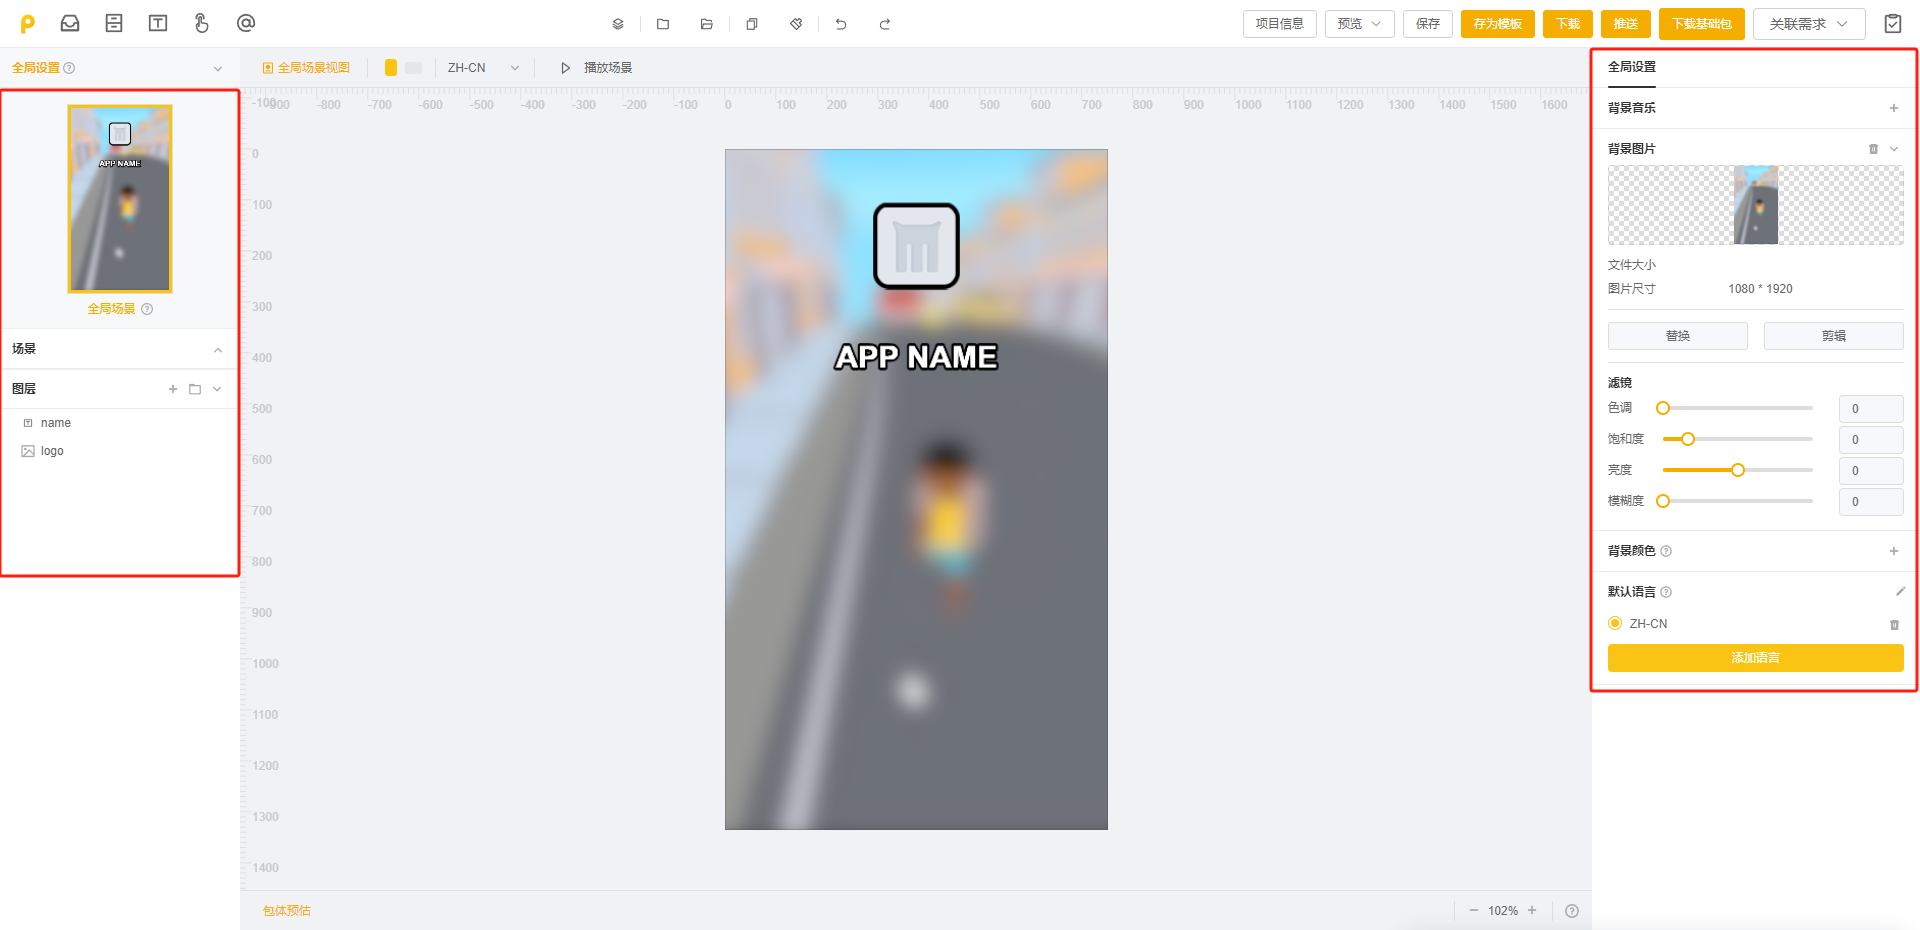 项目信息
预览
保存
存为模板
下载
推送
下载基础包
关联需求
全局设置
全局场景视图
ZH-CN
播放场景
全局设置
-100
-900 -800 -700 -600 -500 -400 -300 -200 -100 0 100 200 300 400 500 600 700 800 900 1000 1100 1200 1300 1400 1500 1600
APP NAME
全局场景
场景
图层
name
logo
0
100
200
300
400
500
600
700
800
900
1000
1100
1200
1300
1400
APP NAME
包体预估
102%
背景音乐
背景图片
文件大小
图片尺寸 1080 * 1920
替换 剪辑
滤镜
色调 0
饱和度 0
亮度 0
模糊度 0
背景颜色
默认语言
ZH-CN
添加语言